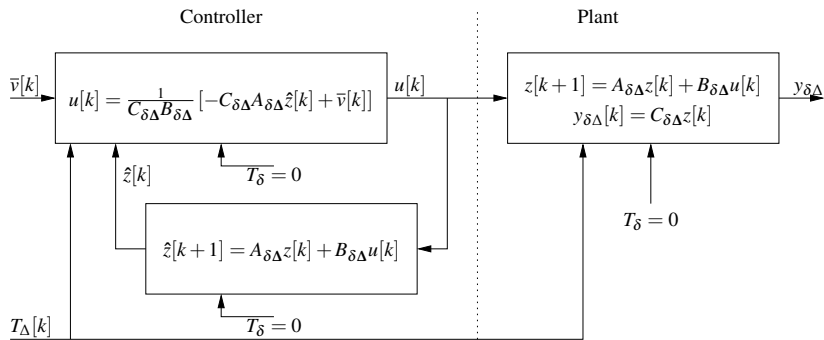 Controller
Plant
v̄[k]
u[k] = 1/(C_{δΔ}B_{δΔ}) [−C_{δΔ}A_{δΔ}ẑ[k] + v̄[k]]
u[k]
z[k+1] = A_{δΔ}z[k] + B_{δΔ}u[k]
y_{δΔ}[k] = C_{δΔ}z[k]
y_{δΔ}
ẑ[k]
T_δ = 0
T_δ = 0
ẑ[k+1] = A_{δΔ}z[k] + B_{δΔ}u[k]
T_δ = 0
T_Δ[k]